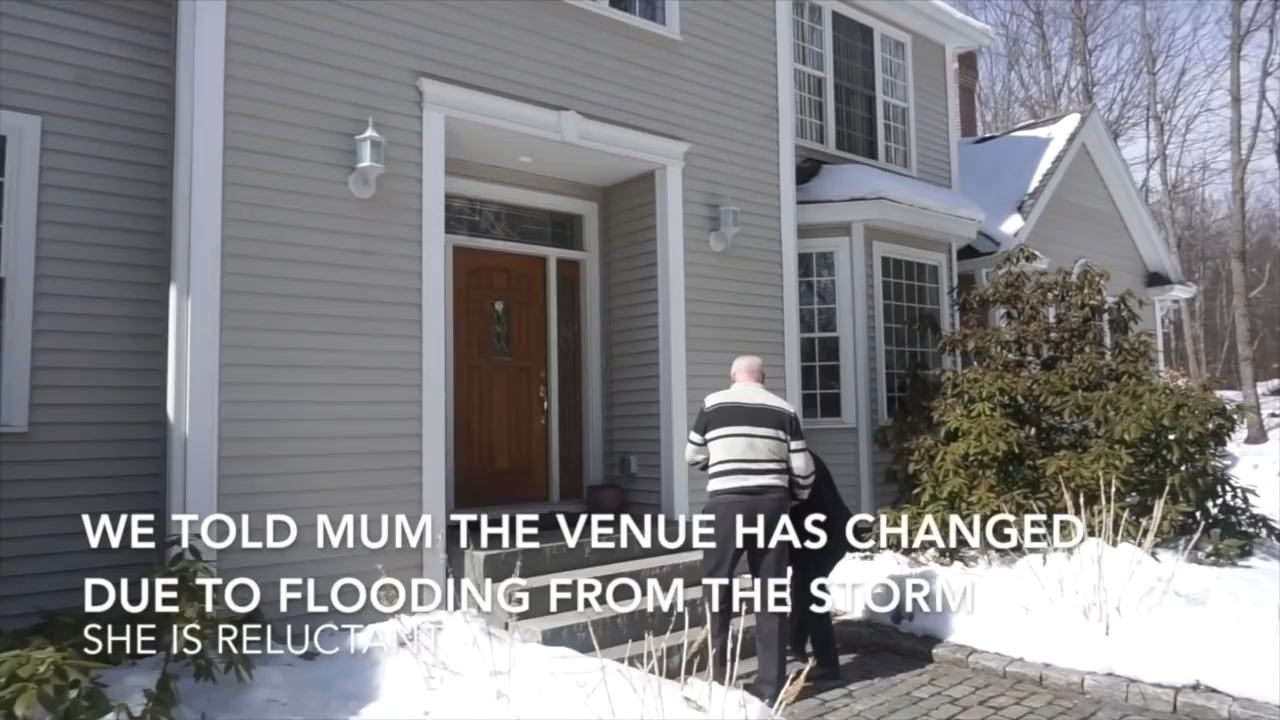 WE TOLD MUM THE VENUE HAS CHANGED
DUE TO FLOODING FROM THE STORM
SHE IS RELUCTANT